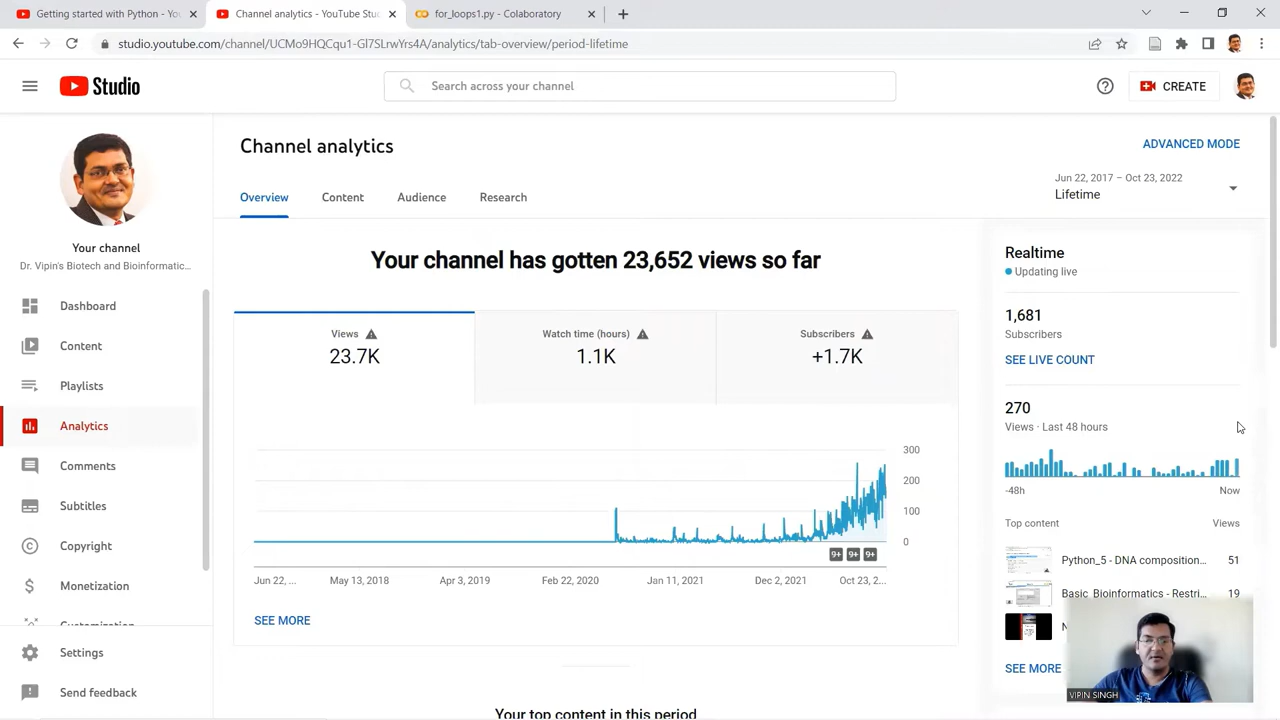 Getting started with Python - You
Channel analytics - YouTube Stu
for_loops1.py - Colaboratory
studio.youtube.com/channel/UCMo9HQCqu1-Gl7SLrwYrs4A/analytics/tab-overview/period-lifetime
Studio
Search across your channel
CREATE
Your channel
Dr. Vipin's Biotech and Bioinformatic...
Dashboard
Content
Playlists
Analytics
Comments
Subtitles
Copyright
Monetization
Customization
Settings
Send feedback
Channel analytics
ADVANCED MODE
Overview
Content
Audience
Research
Jun 22, 2017 – Oct 23, 2022
Lifetime
Your channel has gotten 23,652 views so far
Views
23.7K
Watch time (hours)
1.1K
Subscribers
+1.7K
300
200
100
0
9+ 9+ 9+
Jun 22, ...
May 13, 2018
Apr 3, 2019
Feb 22, 2020
Jan 11, 2021
Dec 2, 2021
Oct 23, 2...
SEE MORE
Your top content in this period
Realtime
Updating live
1,681
Subscribers
SEE LIVE COUNT
270
Views · Last 48 hours
-48h
Now
Top content
Views
Python_5 - DNA composition...
51
Basic_Bioinformatics - Restri...
19
SEE MORE
VIPIN SINGH